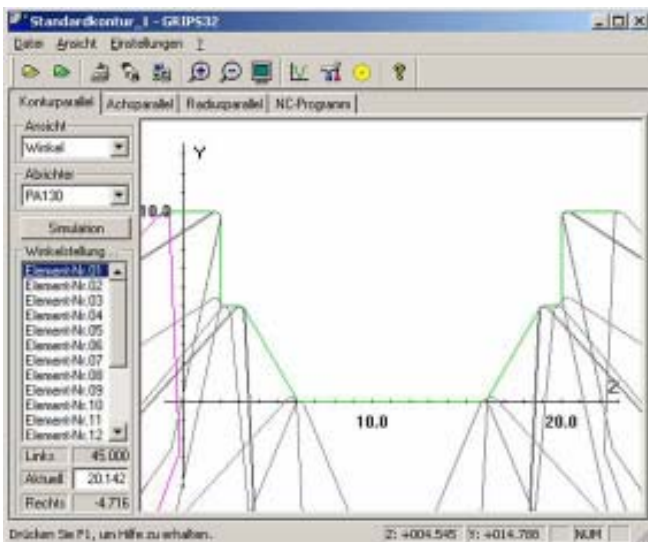 Standardkontur_1 - GRIPS32
Datei Ansicht Einstellungen ?
Konturparallel Achsparallel Radiusparallel NC-Programm
Ansicht
Winkel
Abrichter
PA130
Simulation
Winkelstellung
Element-Nr.01
Element-Nr.02
Element-Nr.03
Element-Nr.04
Element-Nr.05
Element-Nr.06
Element-Nr.07
Element-Nr.08
Element-Nr.09
Element-Nr.10
Element-Nr.11
Element-Nr.12
Links 45.000
Aktuell 20.142
Rechts -4.716
Y
10.0
Z
10.0 20.0
Drücken Sie F1, um Hilfe zu erhalten. Z: +004.545 Y: +014.788 NUM